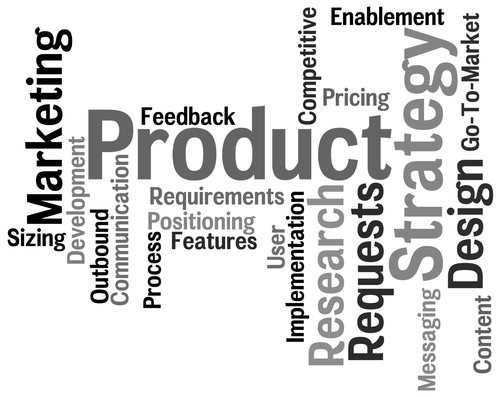 Marketing
Sizing
Development
Outbound
Communication
Feedback
Product
Requirements
Positioning
Features
Process
User
Implementation
Competitive
Enablement
Pricing
Research
Requests
Strategy
Messaging
Go-To-Market
Design
Content